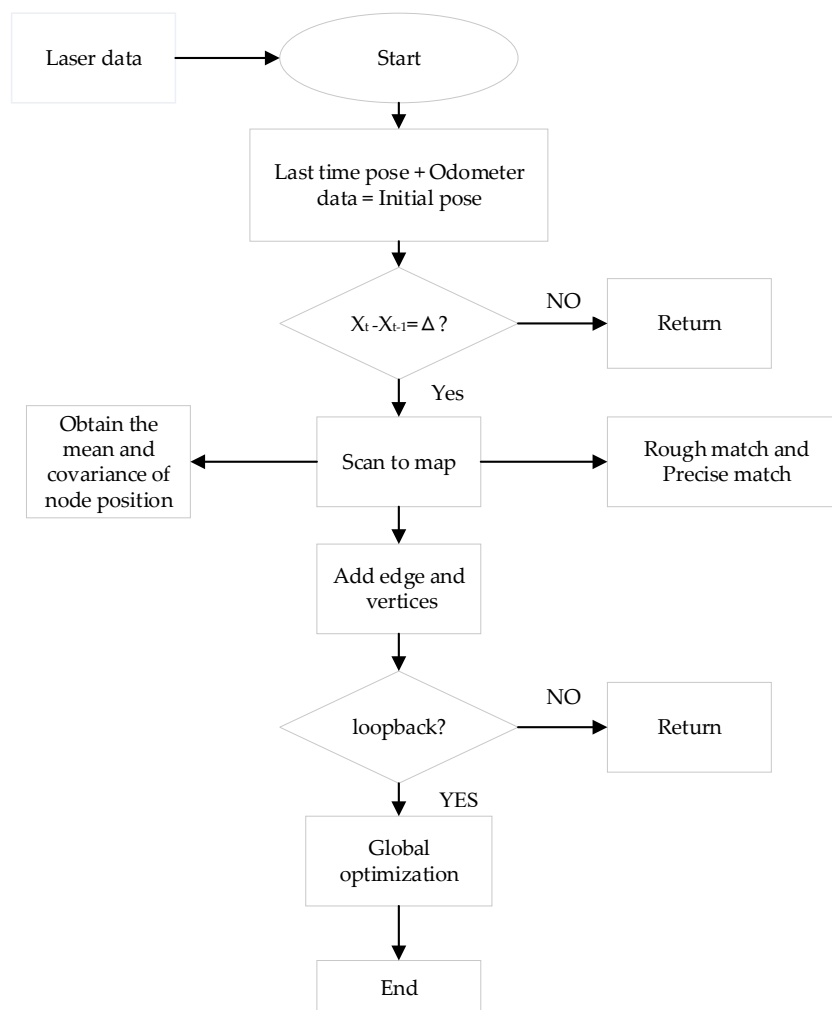 Laser data
Start
Last time pose + Odometer
data = Initial pose
Xt -Xt-1= Δ ?
NO
Return
Yes
Obtain the
mean and
covariance of
node position
Scan to map
Rough match and
Precise match
Add edge and
vertices
loopback?
NO
Return
YES
Global
optimization
End